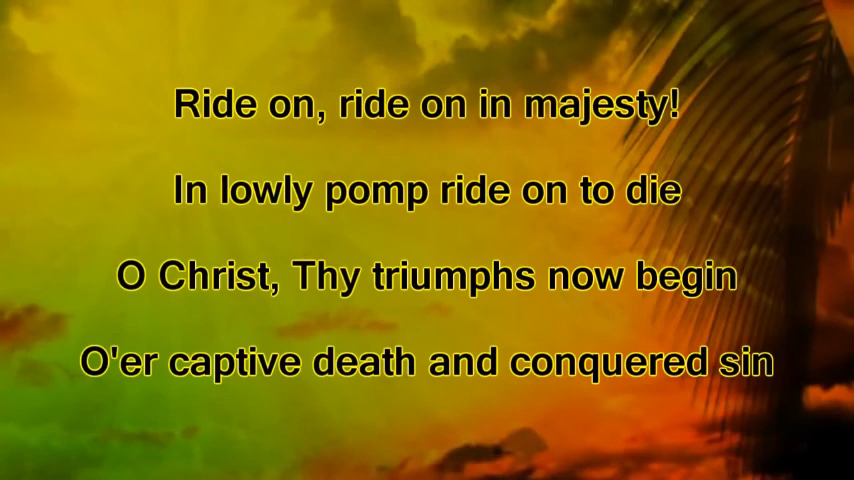 Ride on, ride on in majesty!
In lowly pomp ride on to die
O Christ, Thy triumphs now begin
O'er captive death and conquered sin